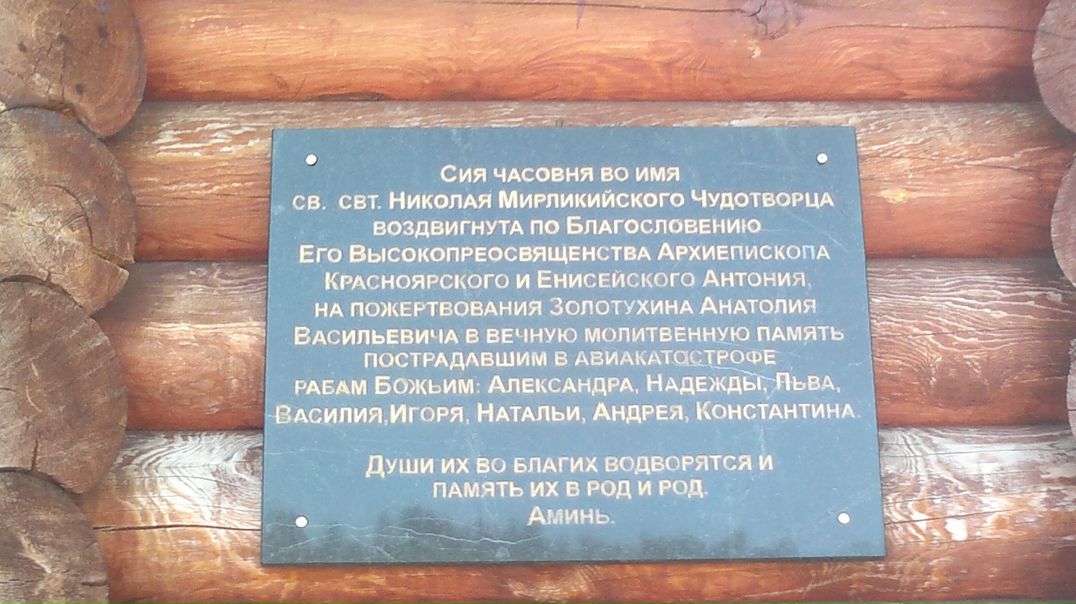 Сия часовня во имя
св. свт. Николая Мирликийского Чудотворца
воздвигнута по Благословению
Его Высокопреосвященства Архиепископа
Красноярского и Енисейского Антония,
на пожертвования Золотухина Анатолия
Васильевича в вечную молитвенную память
пострадавшим в авиакатастрофе
рабам Божьим: Александра, Надежды, Льва,
Василия,Игоря, Натальи, Андрея, Константина.
Души их во благих водворятся и
память их в род и род.
Аминь.